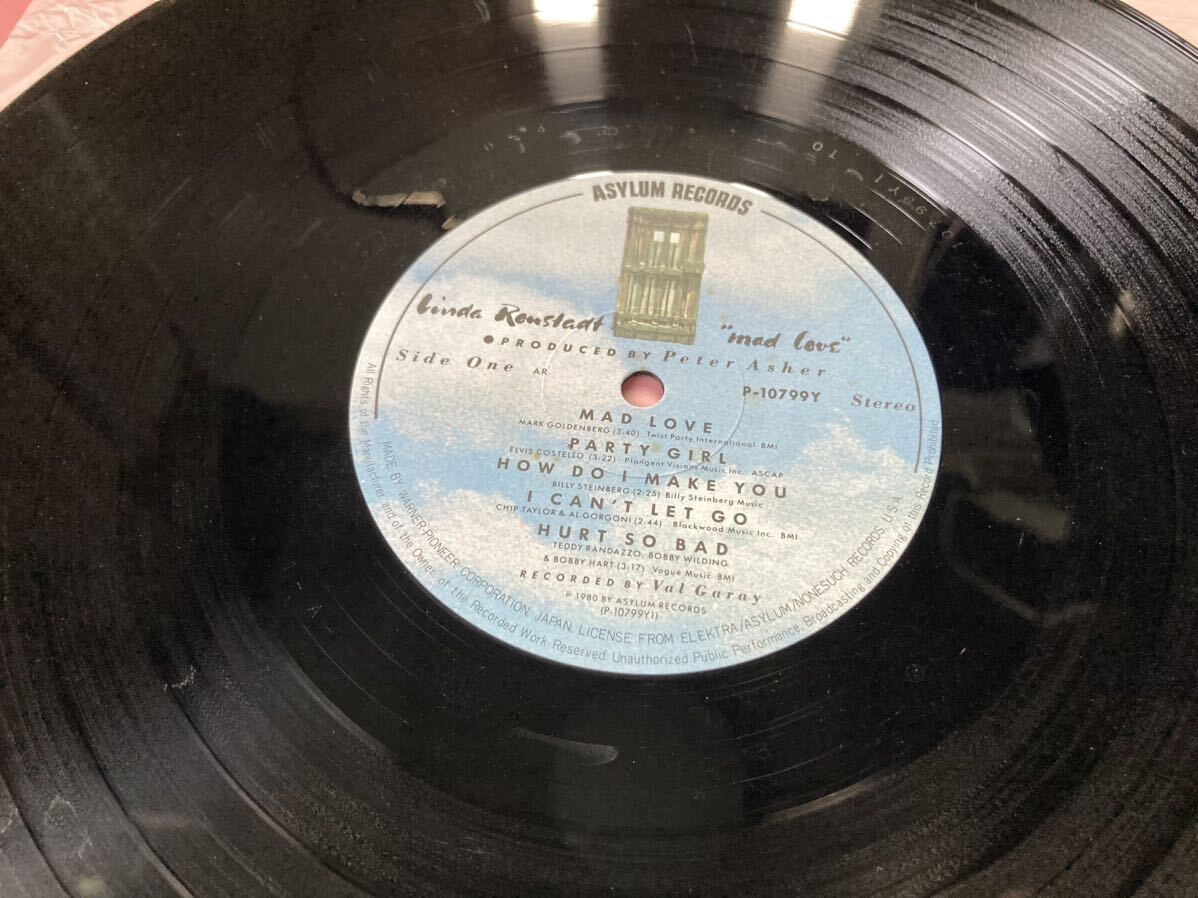 ASYLUM RECORDS
Linda Ronstadt
"mad love"
• PRODUCED BY Peter Asher
Side One AR
P-10799Y Stereo
MAD LOVE
MARK GOLDENBERG (3:40) Twist Party International BMI
PARTY GIRL
ELVIS COSTELLO (3:22) Plangent Visions Music Inc. ASCAP
HOW DO I MAKE YOU
BILLY STEINBERG (2:25) Billy Steinberg Music
I CAN'T LET GO
CHIP TAYLOR & AL GORGONI (2:44) Blackwood Music Inc. BMI
HURT SO BAD
TEDDY RANDAZZO, BOBBY WILDING
& BOBBY HART (3:17) Vogue Music BMI
RECORDED BY Val Garay
℗ 1980 BY ASYLUM RECORDS
(P-10799Y1)
MADE BY WARNER-PIONEER CORPORATION, JAPAN, LICENSE FROM ELEKTRA/ASYLUM/NONESUCH RECORDS, U.S.A.
All Rights of the Manufacturer and of the Owner of the Recorded Work Reserved. Unauthorized Public Performance, Broadcasting and Copying of this Record Prohibited